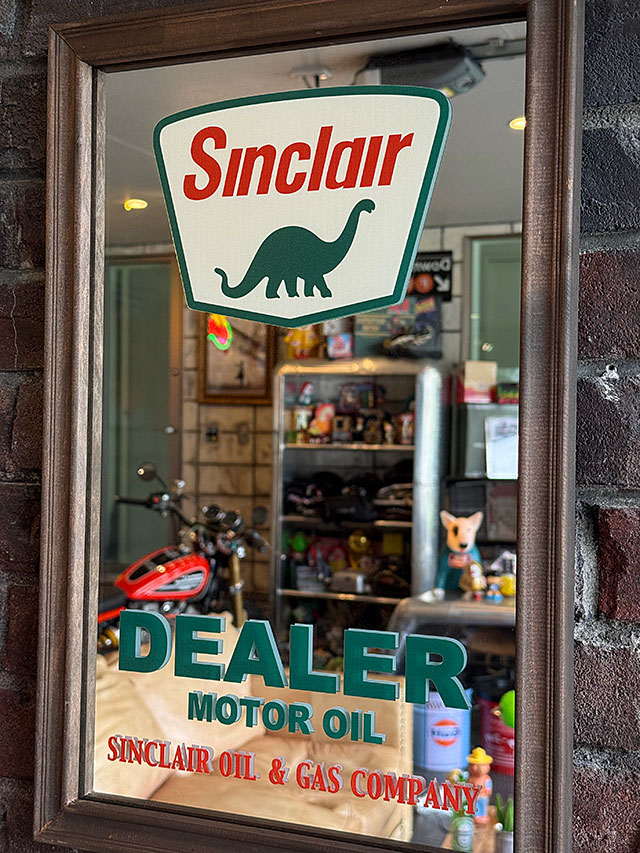 Sinclair
DEALER
MOTOR OIL
SINCLAIR OIL & GAS COMPANY